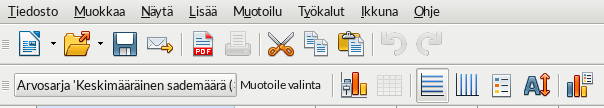 Tiedosto Muokkaa Näytä Lisää Muotoilu Työkalut Ikkuna Ohje
PDF
Arvosarja 'Keskimääräinen sademäärä ( Muotoile valinta
A